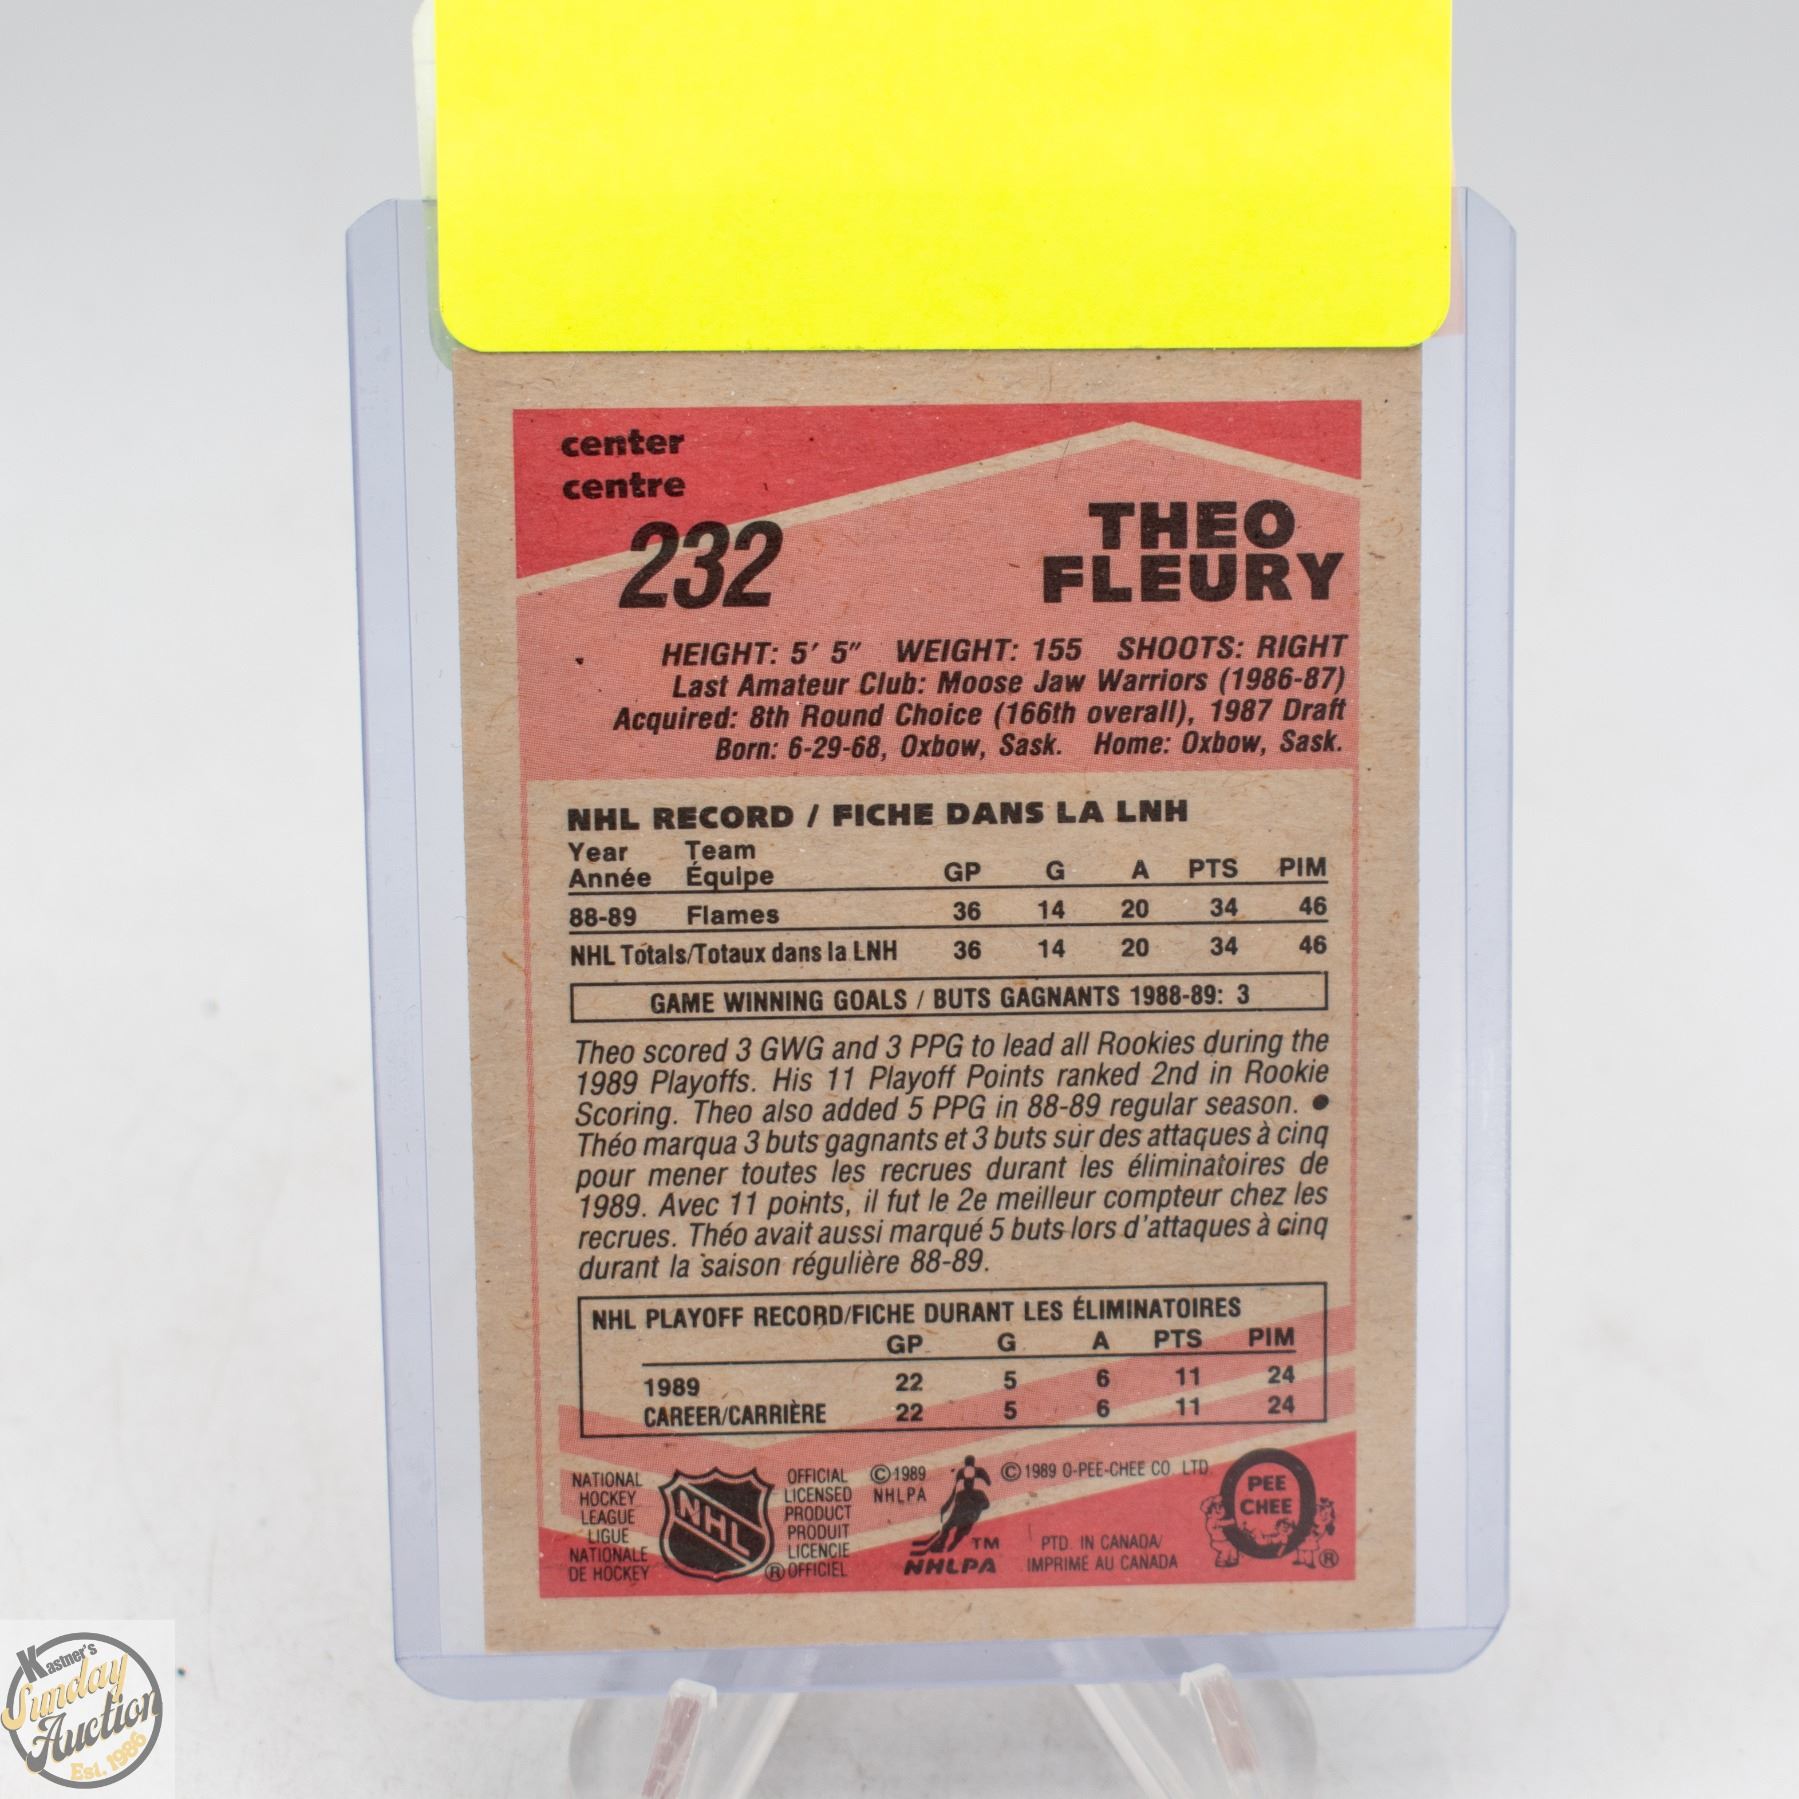 center
centre
232
THEO
FLEURY
HEIGHT: 5' 5" WEIGHT: 155 SHOOTS: RIGHT
Last Amateur Club: Moose Jaw Warriors (1986-87)
Acquired: 8th Round Choice (166th overall), 1987 Draft
Born: 6-29-68, Oxbow, Sask. Home: Oxbow, Sask.
NHL RECORD / FICHE DANS LA LNH
Year Team
Année Équipe GP G A PTS PIM
88-89 Flames 36 14 20 34 46
NHL Totals/Totaux dans la LNH 36 14 20 34 46
GAME WINNING GOALS / BUTS GAGNANTS 1988-89: 3
Theo scored 3 GWG and 3 PPG to lead all Rookies during the
1989 Playoffs. His 11 Playoff Points ranked 2nd in Rookie
Scoring. Theo also added 5 PPG in 88-89 regular season. •
Théo marqua 3 buts gagnants et 3 buts sur des attaques à cinq
pour mener toutes les recrues durant les éliminatoires de
1989. Avec 11 points, il fut le 2e meilleur compteur chez les
recrues. Théo avait aussi marqué 5 buts lors d'attaques à cinq
durant la saison régulière 88-89.
NHL PLAYOFF RECORD/FICHE DURANT LES ÉLIMINATOIRES
GP G A PTS PIM
1989 22 5 6 11 24
CAREER/CARRIÈRE 22 5 6 11 24
NATIONAL
HOCKEY
LEAGUE
LIGUE
NATIONALE
DE HOCKEY
NHL
OFFICIAL
LICENSED
PRODUCT
PRODUIT
LICENCIE
® OFFICIEL
© 1989
NHLPA
TM
NHLPA
© 1989 O-PEE-CHEE CO LTD.
PTD. IN CANADA/
IMPRIME AU CANADA
O
PEE
CHEE
®
Kastner's
Sunday
Auction
Est. 1986